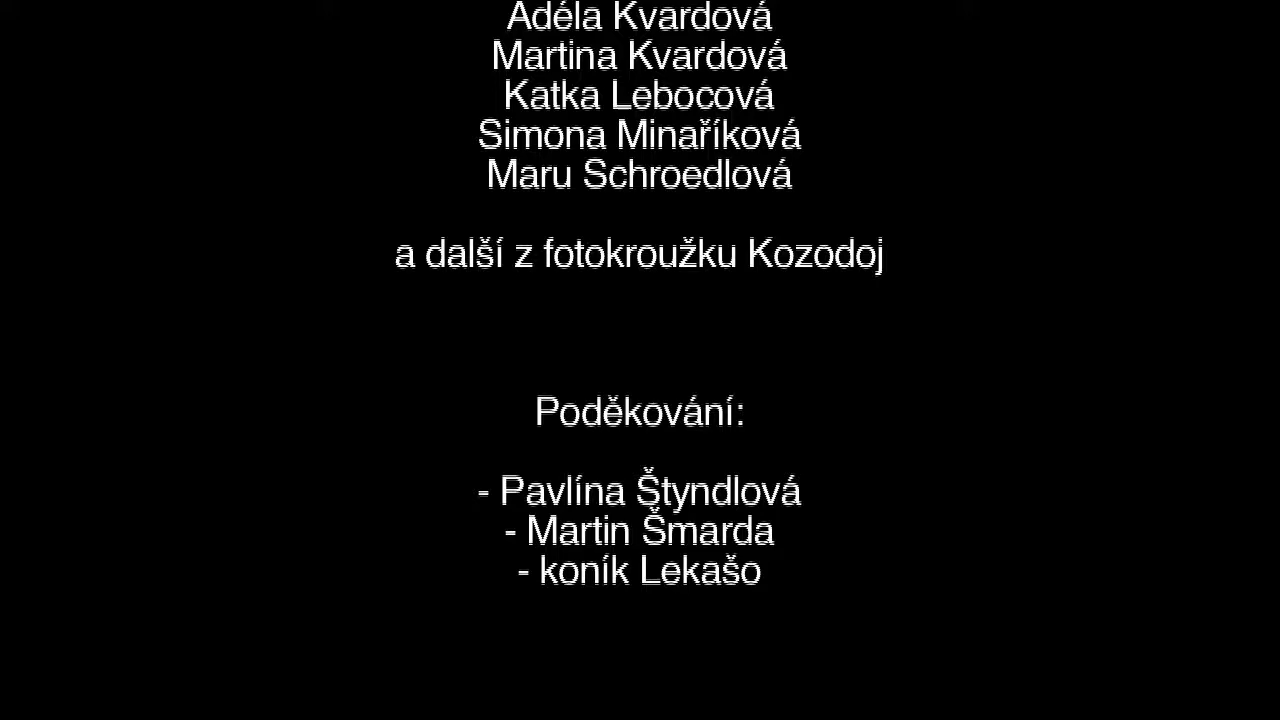 Adéla Kvardová
Martina Kvardová
Katka Lebocová
Simona Minaříková
Maru Schroedlová
a další z fotokroužku Kozodoj
Poděkování:
- Pavlína Štyndlová
- Martin Šmarda
- koník Lekašo